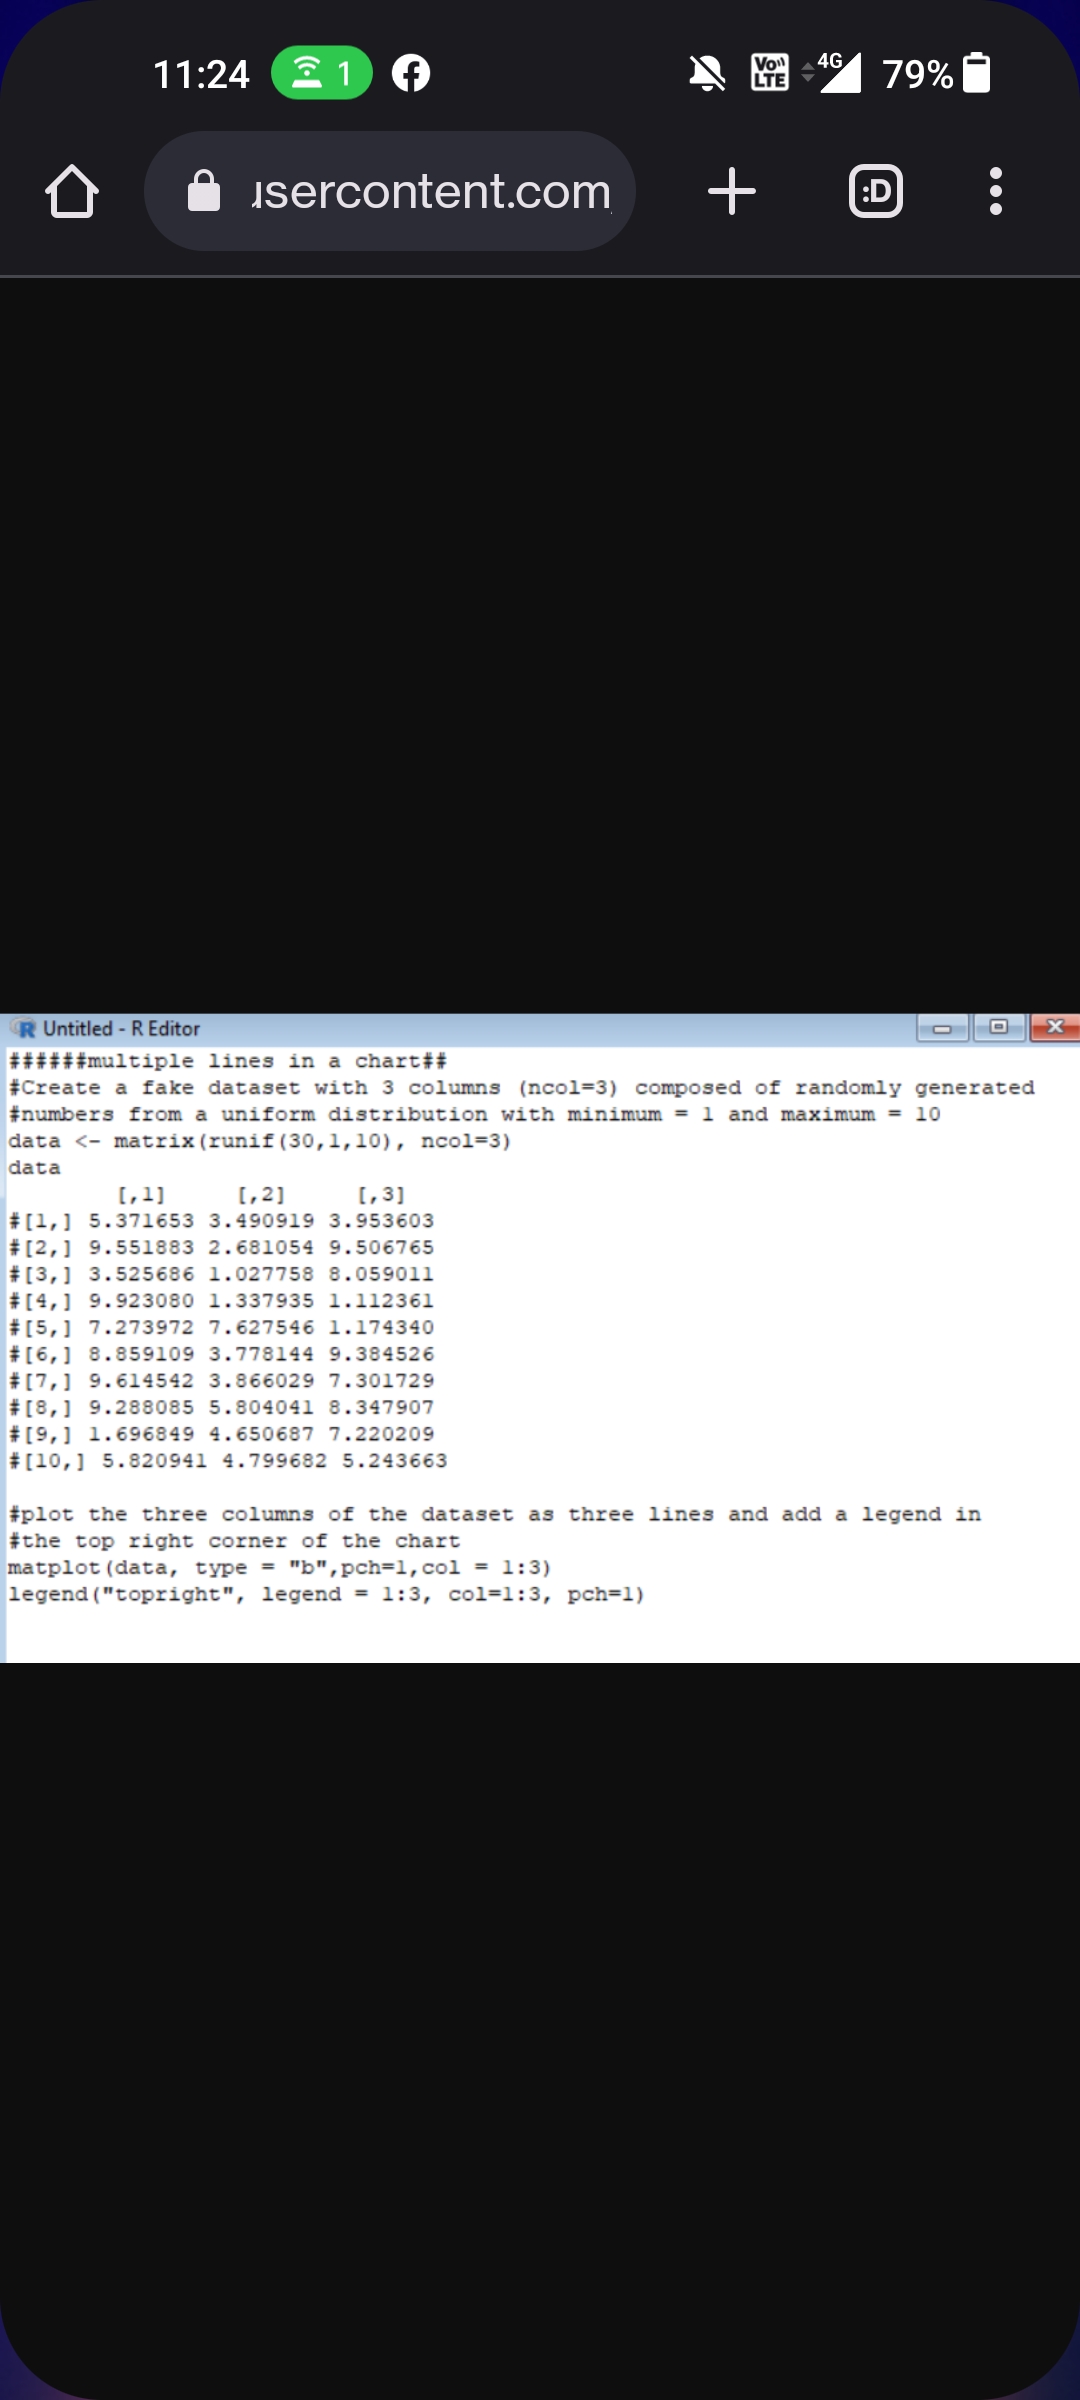 11:24 1 4G 79%
VoLTE
usercontent.com :D
Untitled - R Editor
######multiple lines in a chart##
#Create a fake dataset with 3 columns (ncol=3) composed of randomly generated
#numbers from a uniform distribution with minimum = 1 and maximum = 10
data <- matrix(runif(30,1,10), ncol=3)
data
[,1] [,2] [,3]
#[1,] 5.371653 3.490919 3.953603
#[2,] 9.551883 2.681054 9.506765
#[3,] 3.525686 1.027758 8.059011
#[4,] 9.923080 1.337935 1.112361
#[5,] 7.273972 7.627546 1.174340
#[6,] 8.859109 3.778144 9.384526
#[7,] 9.614542 3.866029 7.301729
#[8,] 9.288085 5.804041 8.347907
#[9,] 1.696849 4.650687 7.220209
#[10,] 5.820941 4.799682 5.243663
#plot the three columns of the dataset as three lines and add a legend in
#the top right corner of the chart
matplot(data, type = "b",pch=1,col = 1:3)
legend("topright", legend = 1:3, col=1:3, pch=1)